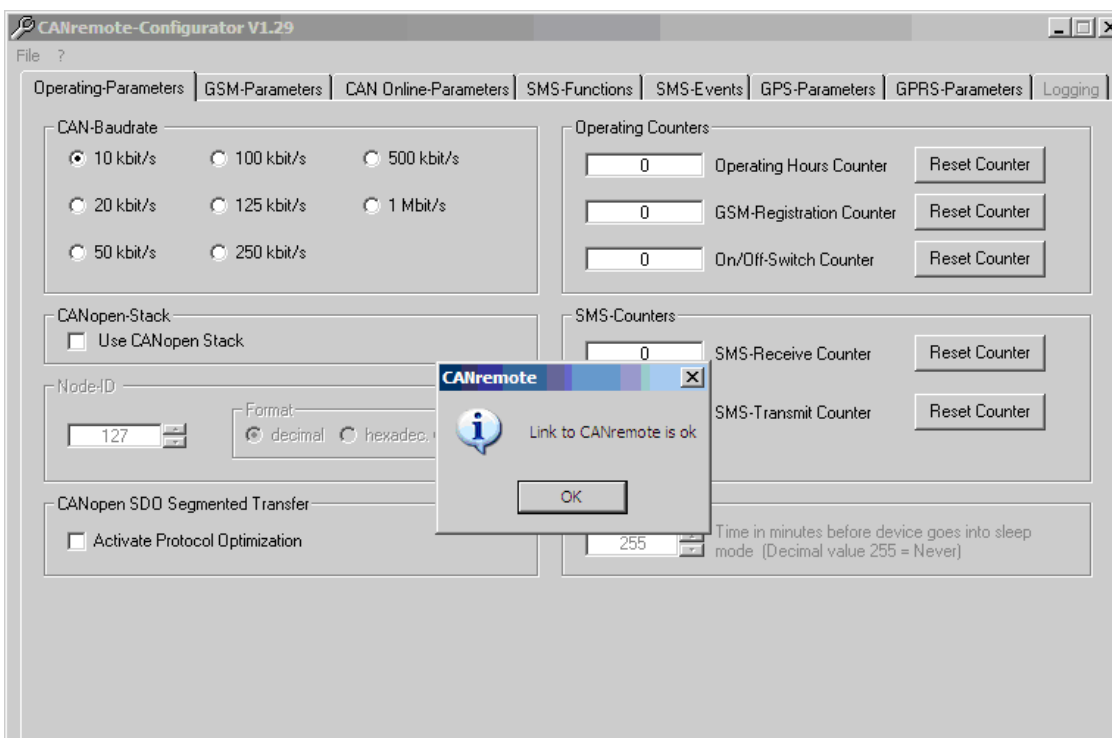 CANremote-Configurator V1.29
File ?
Operating-Parameters GSM-Parameters CAN Online-Parameters SMS-Functions SMS-Events GPS-Parameters GPRS-Parameters Logging
CAN-Baudrate
10 kbit/s 100 kbit/s 500 kbit/s
20 kbit/s 125 kbit/s 1 Mbit/s
50 kbit/s 250 kbit/s
Operating Counters
0 Operating Hours Counter Reset Counter
0 GSM-Registration Counter Reset Counter
0 On/Off-Switch Counter Reset Counter
CANopen-Stack
Use CANopen Stack
SMS-Counters
0 SMS-Receive Counter Reset Counter
SMS-Transmit Counter Reset Counter
Node-ID
127
Format
decimal hexadec.
CANremote
Link to CANremote is ok
OK
CANopen SDO Segmented Transfer
Activate Protocol Optimization
255
Time in minutes before device goes into sleep
mode (Decimal value 255 = Never)